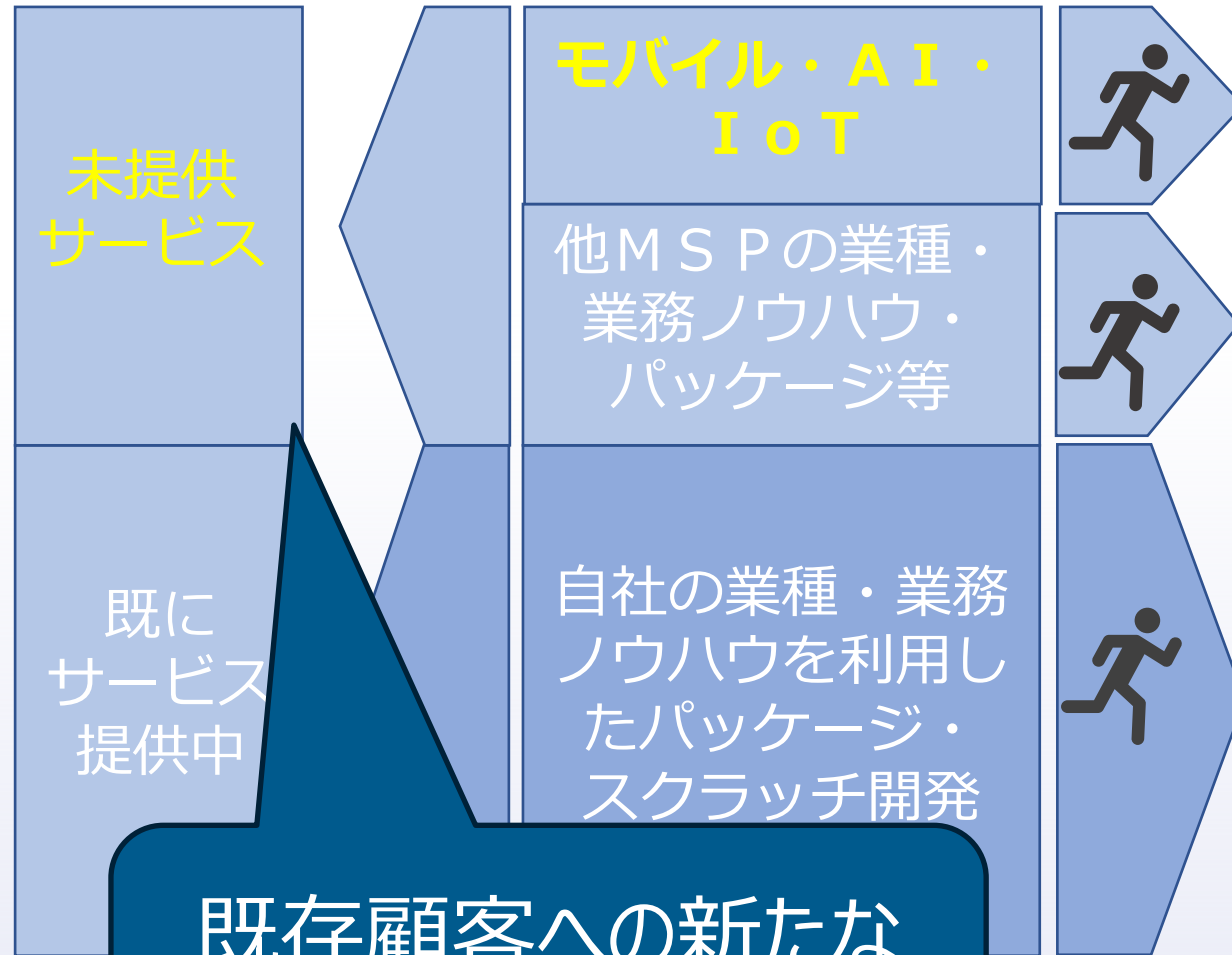 未提供
サービス
モバイル・ＡＩ・
ＩｏＴ
他ＭＳＰの業種・
業務ノウハウ・
パッケージ等
既に
サービス
提供中
自社の業種・業務
ノウハウを利用し
たパッケージ・
スクラッチ開発
既存顧客への新たな